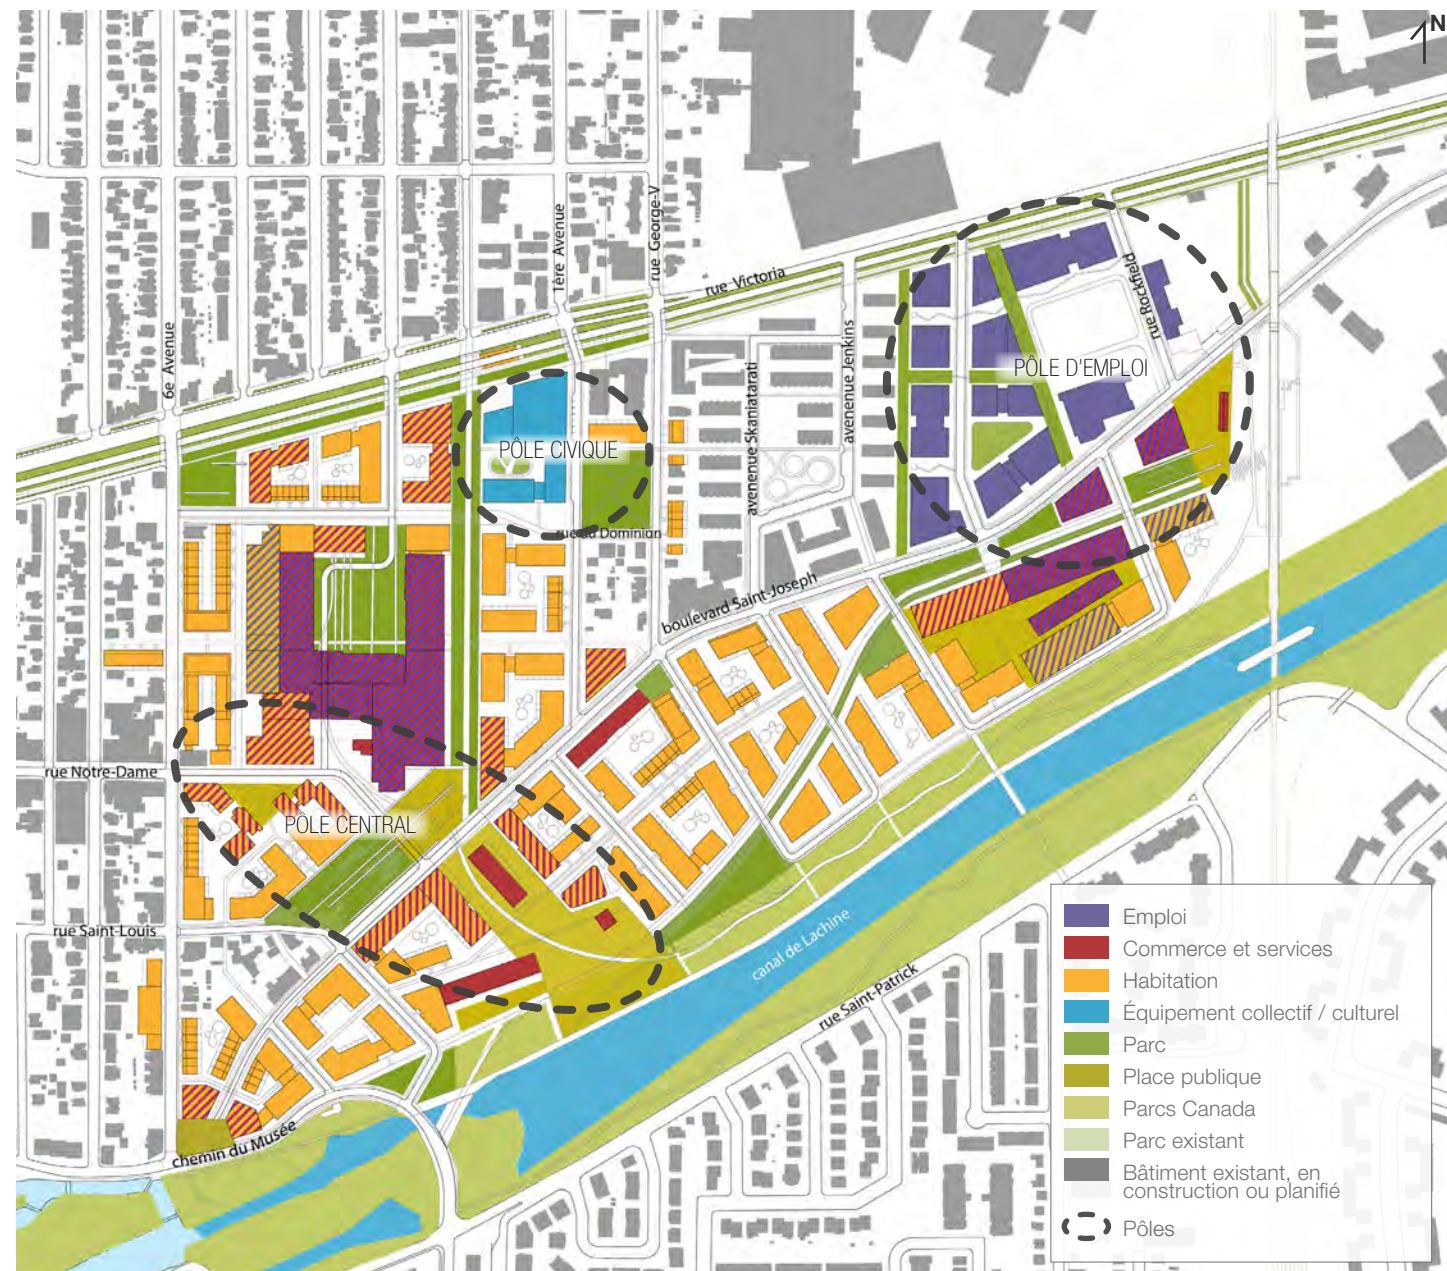 N
1ère Avenue
rue George-V
rue Victoria
rue Rockfield
6e Avenue
avenenue Skaniatarati
avenenue Jenkins
PÔLE D'EMPLOI
PÔLE CIVIQUE
rue du Dominion
boulevard Saint-Joseph
rue Notre-Dame
PÔLE CENTRAL
rue Saint-Louis
canal de Lachine
rue Saint-Patrick
chemin du Musée
Emploi
Commerce et services
Habitation
Équipement collectif / culturel
Parc
Place publique
Parcs Canada
Parc existant
Bâtiment existant, en
construction ou planifié
Pôles